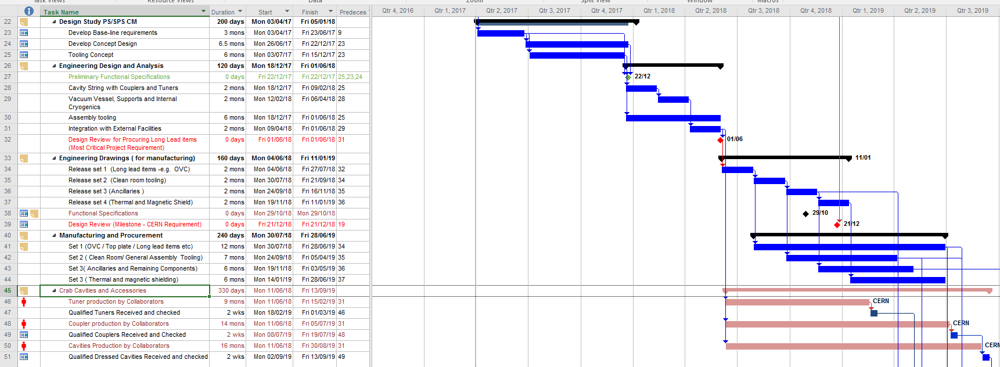 Task Views Resource Views Data Zoom Split View Window Macros
Task Name Duration Start Finish Predeces Qtr 4, 2016 Qtr 1, 2017 Qtr 2, 2017 Qtr 3, 2017 Qtr 4, 2017 Qtr 1, 2018 Qtr 2, 2018 Qtr 3, 2018 Qtr 4, 2018 Qtr 1, 2019 Qtr 2, 2019 Qtr 3, 2019
22 Design Study PS/SPS CM 200 days Mon 03/04/17 Fri 05/01/18
23 Develop Base-line requirements 3 mons Mon 03/04/17 Fri 23/06/17 9
24 Develop Concept Design 6.5 mons Mon 26/06/17 Fri 22/12/17 23
25 Tooling Concept 6 mons Mon 03/07/17 Fri 15/12/17 23
26 Engineering Design and Analysis 120 days Mon 18/12/17 Fri 01/06/18
27 Preliminary Functional Specifications 0 days Fri 22/12/17 Fri 22/12/17 25,23,24 22/12
28 Cavity String with Couplers and Tuners 2 mons Mon 18/12/17 Fri 09/02/18 25
29 Vacuum Vessel, Supports and Internal 2 mons Mon 12/02/18 Fri 06/04/18 28
Cryogenics
30 Assembly tooling 6 mons Mon 18/12/17 Fri 01/06/18 25
31 Integration with External Facilities 2 mons Mon 09/04/18 Fri 01/06/18 29
32 Design Review for Procuring Long Lead items 0 days Fri 01/06/18 Fri 01/06/18 31 01/06
(Most Critical Project Requirement)
33 Engineering Drawings ( for manufacturing) 160 days Mon 04/06/18 Fri 11/01/19 11/01
34 Release set 1 (Long lead items -e.g. OVC) 2 mons Mon 04/06/18 Fri 27/07/18 32
35 Release set 2 (Clean room tooling) 2 mons Mon 30/07/18 Fri 21/09/18 34
36 Release set 3 (Ancillaries ) 2 mons Mon 24/09/18 Fri 16/11/18 35
37 Release set 4 (Thermal and Magnetic Shield) 2 mons Mon 19/11/18 Fri 11/01/19 36
38 Functional Specifications 0 days Mon 29/10/18 Mon 29/10/18 29/10
39 Design Review (Milestone - CERN Requirement) 0 days Fri 21/12/18 Fri 21/12/18 19 21/12
40 Manufacturing and Procurement 240 days Mon 30/07/18 Fri 28/06/19
41 Set 1 (OVC / Top plate / Long lead items etc) 12 mons Mon 30/07/18 Fri 28/06/19 34
42 Set 2 ( Clean Room/ General Assembly Tooling) 7 mons Mon 24/09/18 Fri 05/04/19 35
43 Set 3( Ancillaries and Remaining Components) 6 mons Mon 19/11/18 Fri 03/05/19 36
44 Set 3 ( Thermal and magnetic shielding) 6 mons Mon 14/01/19 Fri 28/06/19 37
45 Crab Cavities and Accessories 330 days Mon 11/06/18 Fri 13/09/19
46 Tuner production by Collaborators 9 mons Mon 11/06/18 Fri 15/02/19 31 CERN
47 Qualified Tuners Received and checked 2 wks Mon 18/02/19 Fri 01/03/19 46
48 Coupler production by Collaborators 14 mons Mon 11/06/18 Fri 05/07/19 31 CERN
49 Qualified Couplers Received and Checked 2 wks Mon 08/07/19 Fri 19/07/19 48
50 Cavities Production by Collaborators 16 mons Mon 11/06/18 Fri 30/08/19 31 CERN
51 Qualified Dressed Cavities Received and checked 2 wks Mon 02/09/19 Fri 13/09/19 49